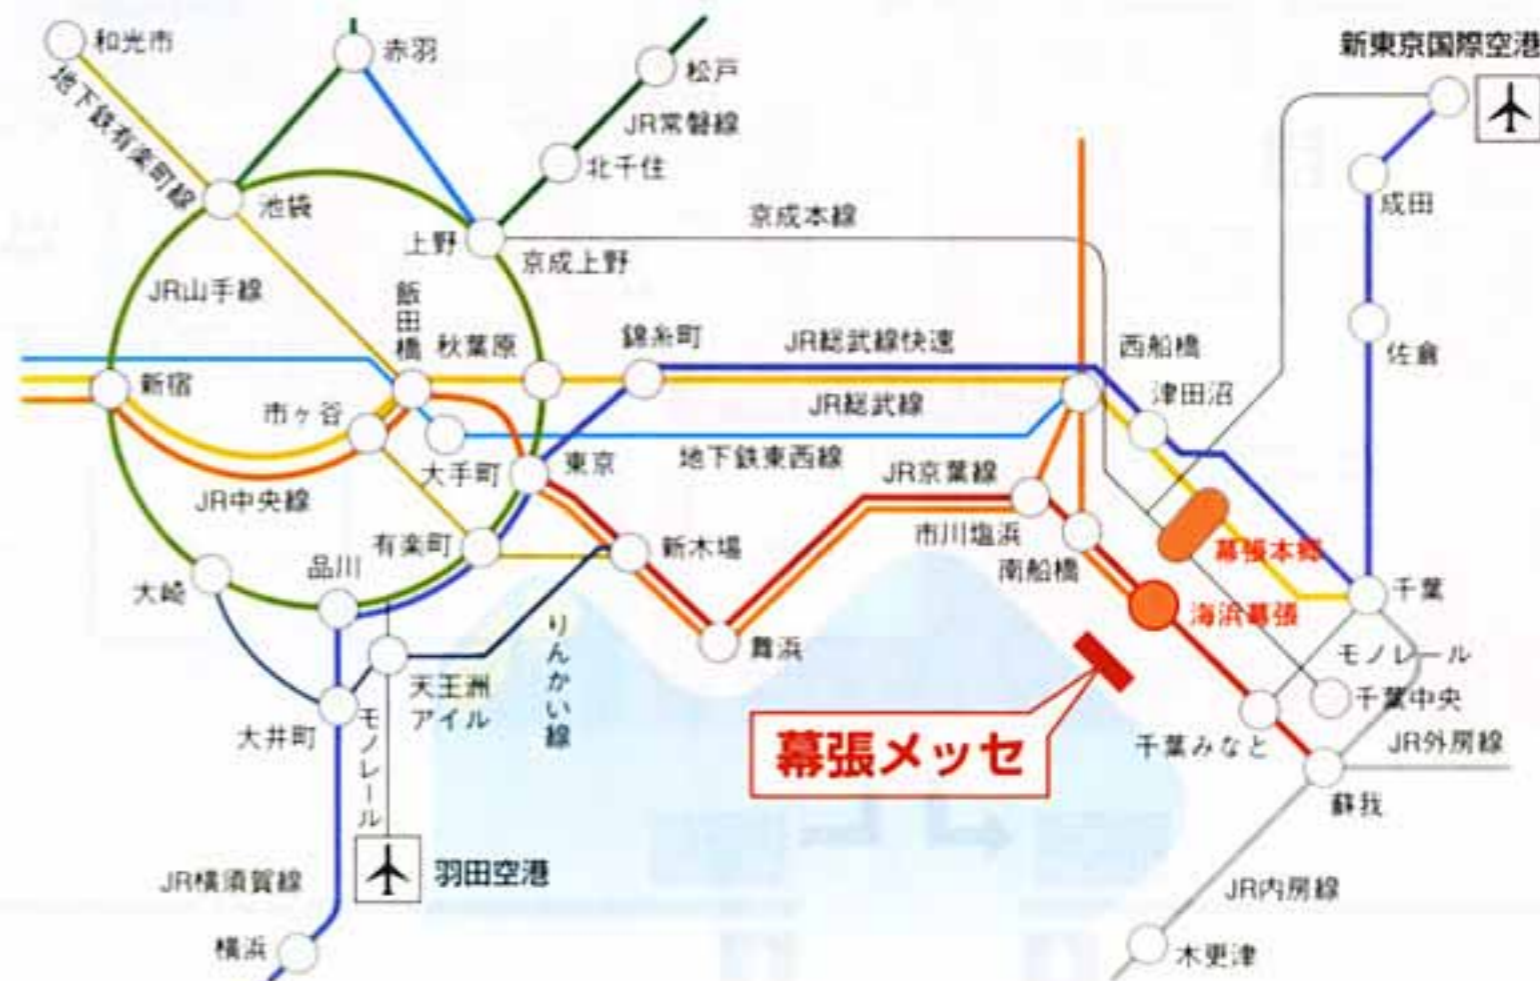 和光市
赤羽
松戸
新東京国際空港
地下鉄有楽町線
JR常磐線
北千住
成田
池袋
上野
京成本線
京成上野
JR山手線
飯田橋
秋葉原
錦糸町
JR総武線快速
西船橋
佐倉
新宿
市ヶ谷
JR総武線
津田沼
大手町
東京
地下鉄東西線
JR京葉線
JR中央線
有楽町
新木場
市川塩浜
幕張本郷
品川
南船橋
大崎
千葉
海浜幕張
りんかい線
舞浜
モノレール
天王洲
アイル
千葉中央
大井町
モノレール
幕張メッセ
千葉みなと
JR外房線
蘇我
羽田空港
JR横須賀線
JR内房線
横浜
木更津